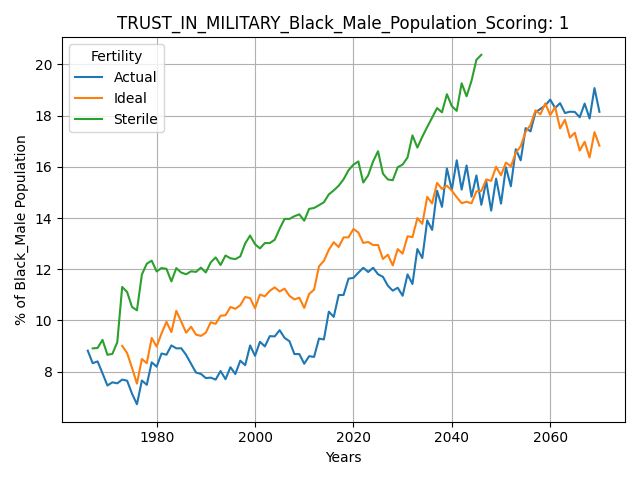 TRUST_IN_MILITARY_Black_Male_Population_Scoring: 1
Fertility
Actual
Ideal
Sterile
% of Black_Male Population
20
18
16
14
12
10
8
1980
2000
2020
2040
2060
Years